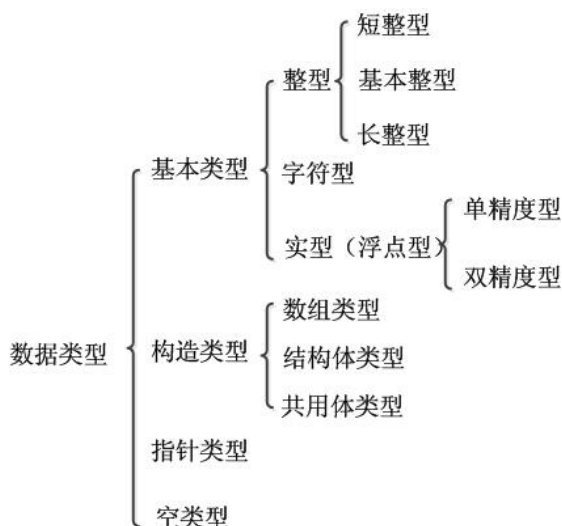 短整型
整型
基本整型
长整型
基本类型
字符型
单精度型
实型（浮点型）
双精度型
数组类型
数据类型
构造类型
结构体类型
共用体类型
指针类型
空类型